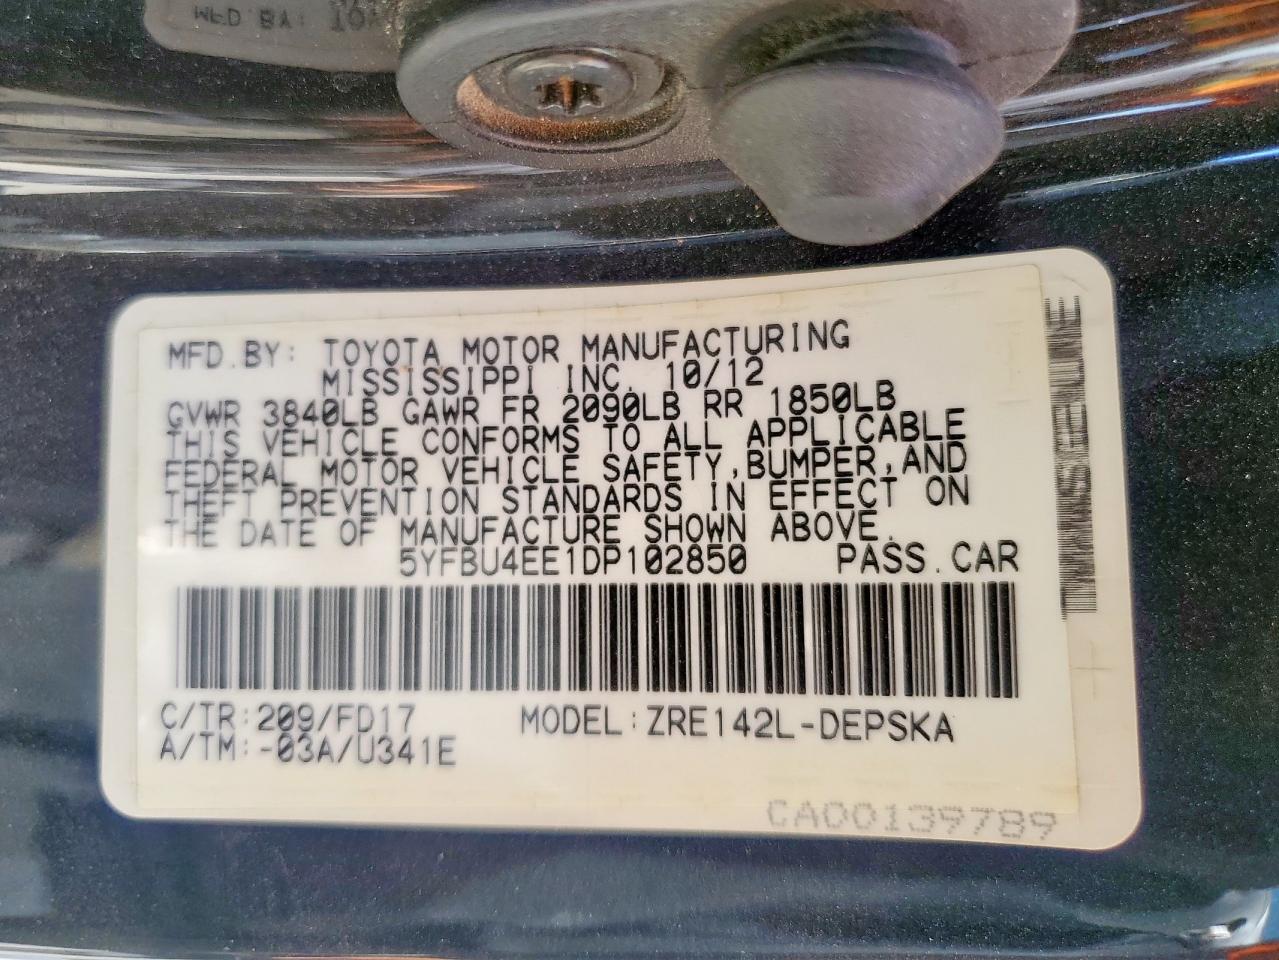 MFD.BY: TOYOTA MOTOR MANUFACTURING
MISSISSIPPI INC. 10/12
GVWR 3840LB GAWR FR 2090LB RR 1850LB
THIS VEHICLE CONFORMS TO ALL APPLICABLE
FEDERAL MOTOR VEHICLE SAFETY,BUMPER,AND
THEFT PREVENTION STANDARDS IN EFFECT ON
THE DATE OF MANUFACTURE SHOWN ABOVE.
5YFBU4EE1DP102850 PASS.CAR
C/TR:209/FD17 MODEL:ZRE142L-DEPSKA
A/TM:-03A/U341E
CA00139789